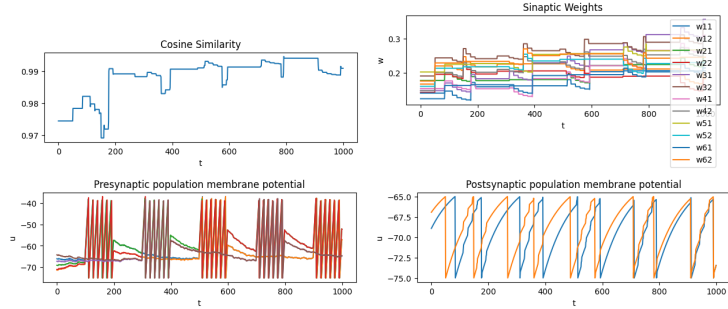 Cosine Similarity
0.99
0.98
0.97
0 200 400 600 800 1000
t
Sinaptic Weights
w
0.3
0.2
0 200 400 600
t
w11
w12
w21
w22
w31
w32
w41
w42
w51
w52
w61
w62
Presynaptic population membrane potential
u
−40
−50
−60
−70
0 200 400 600 800 1000
t
Postsynaptic population membrane potential
u
−65.0
−67.5
−70.0
−72.5
−75.0
0 200 400 600 800 1000
t